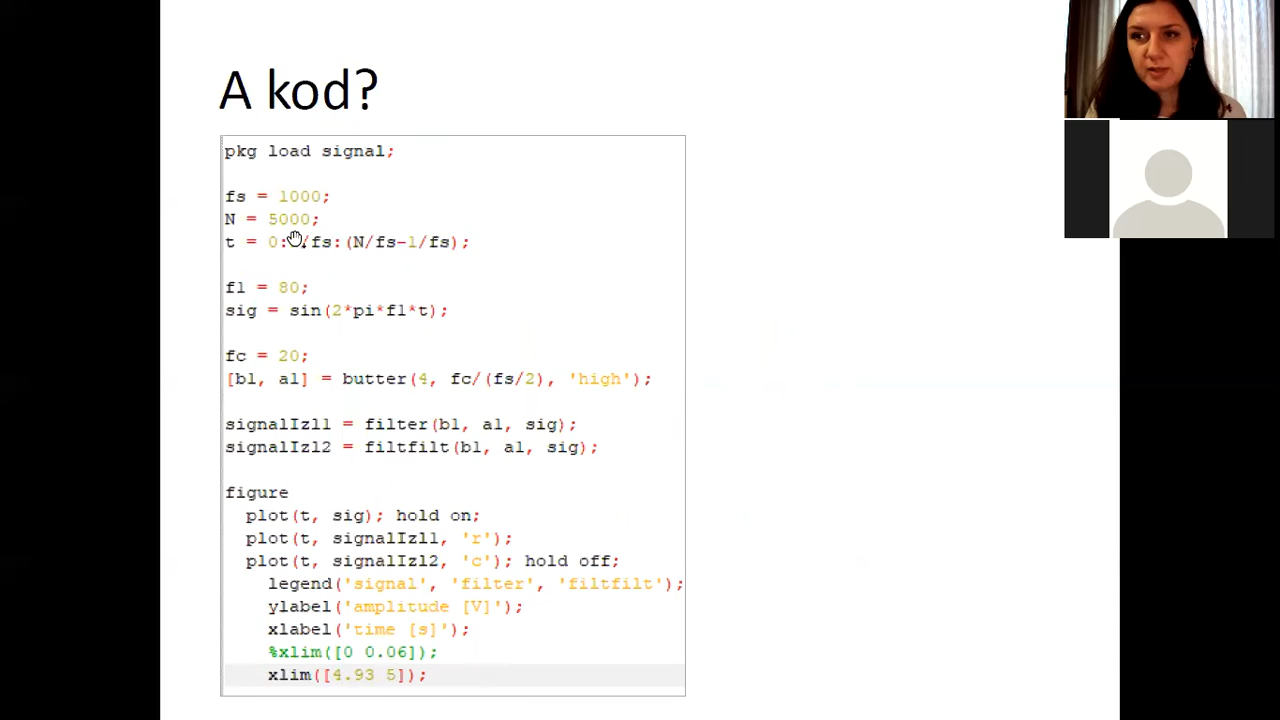 A kod?
pkg load signal;
fs = 1000;
N = 5000;
t = 0: /fs:(N/fs-1/fs);
f1 = 80;
sig = sin(2*pi*f1*t);
fc = 20;
[b1, a1] = butter(4, fc/(fs/2), 'high');
signalIzl1 = filter(b1, a1, sig);
signalIzl2 = filtfilt(b1, a1, sig);
figure
plot(t, sig); hold on;
plot(t, signalIzl1, 'r');
plot(t, signalIzl2, 'c'); hold off;
legend('signal', 'filter', 'filtfilt');
ylabel('amplitude [V]');
xlabel('time [s]');
%xlim([0 0.06]);
xlim([4.93 5]);